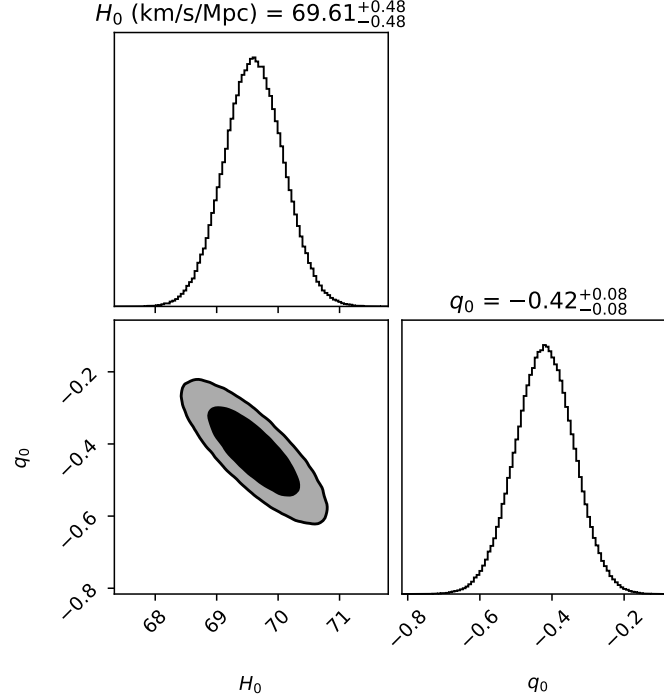 H₀ (km/s/Mpc) = 69.61⁺⁰·⁴⁸₋₀.₄₈
q₀ = −0.42⁺⁰·⁰⁸₋₀.₀₈
−0.2
−0.4
−0.6
−0.8
q₀
68 69 70 71
−0.8 −0.6 −0.4 −0.2
H₀
q₀